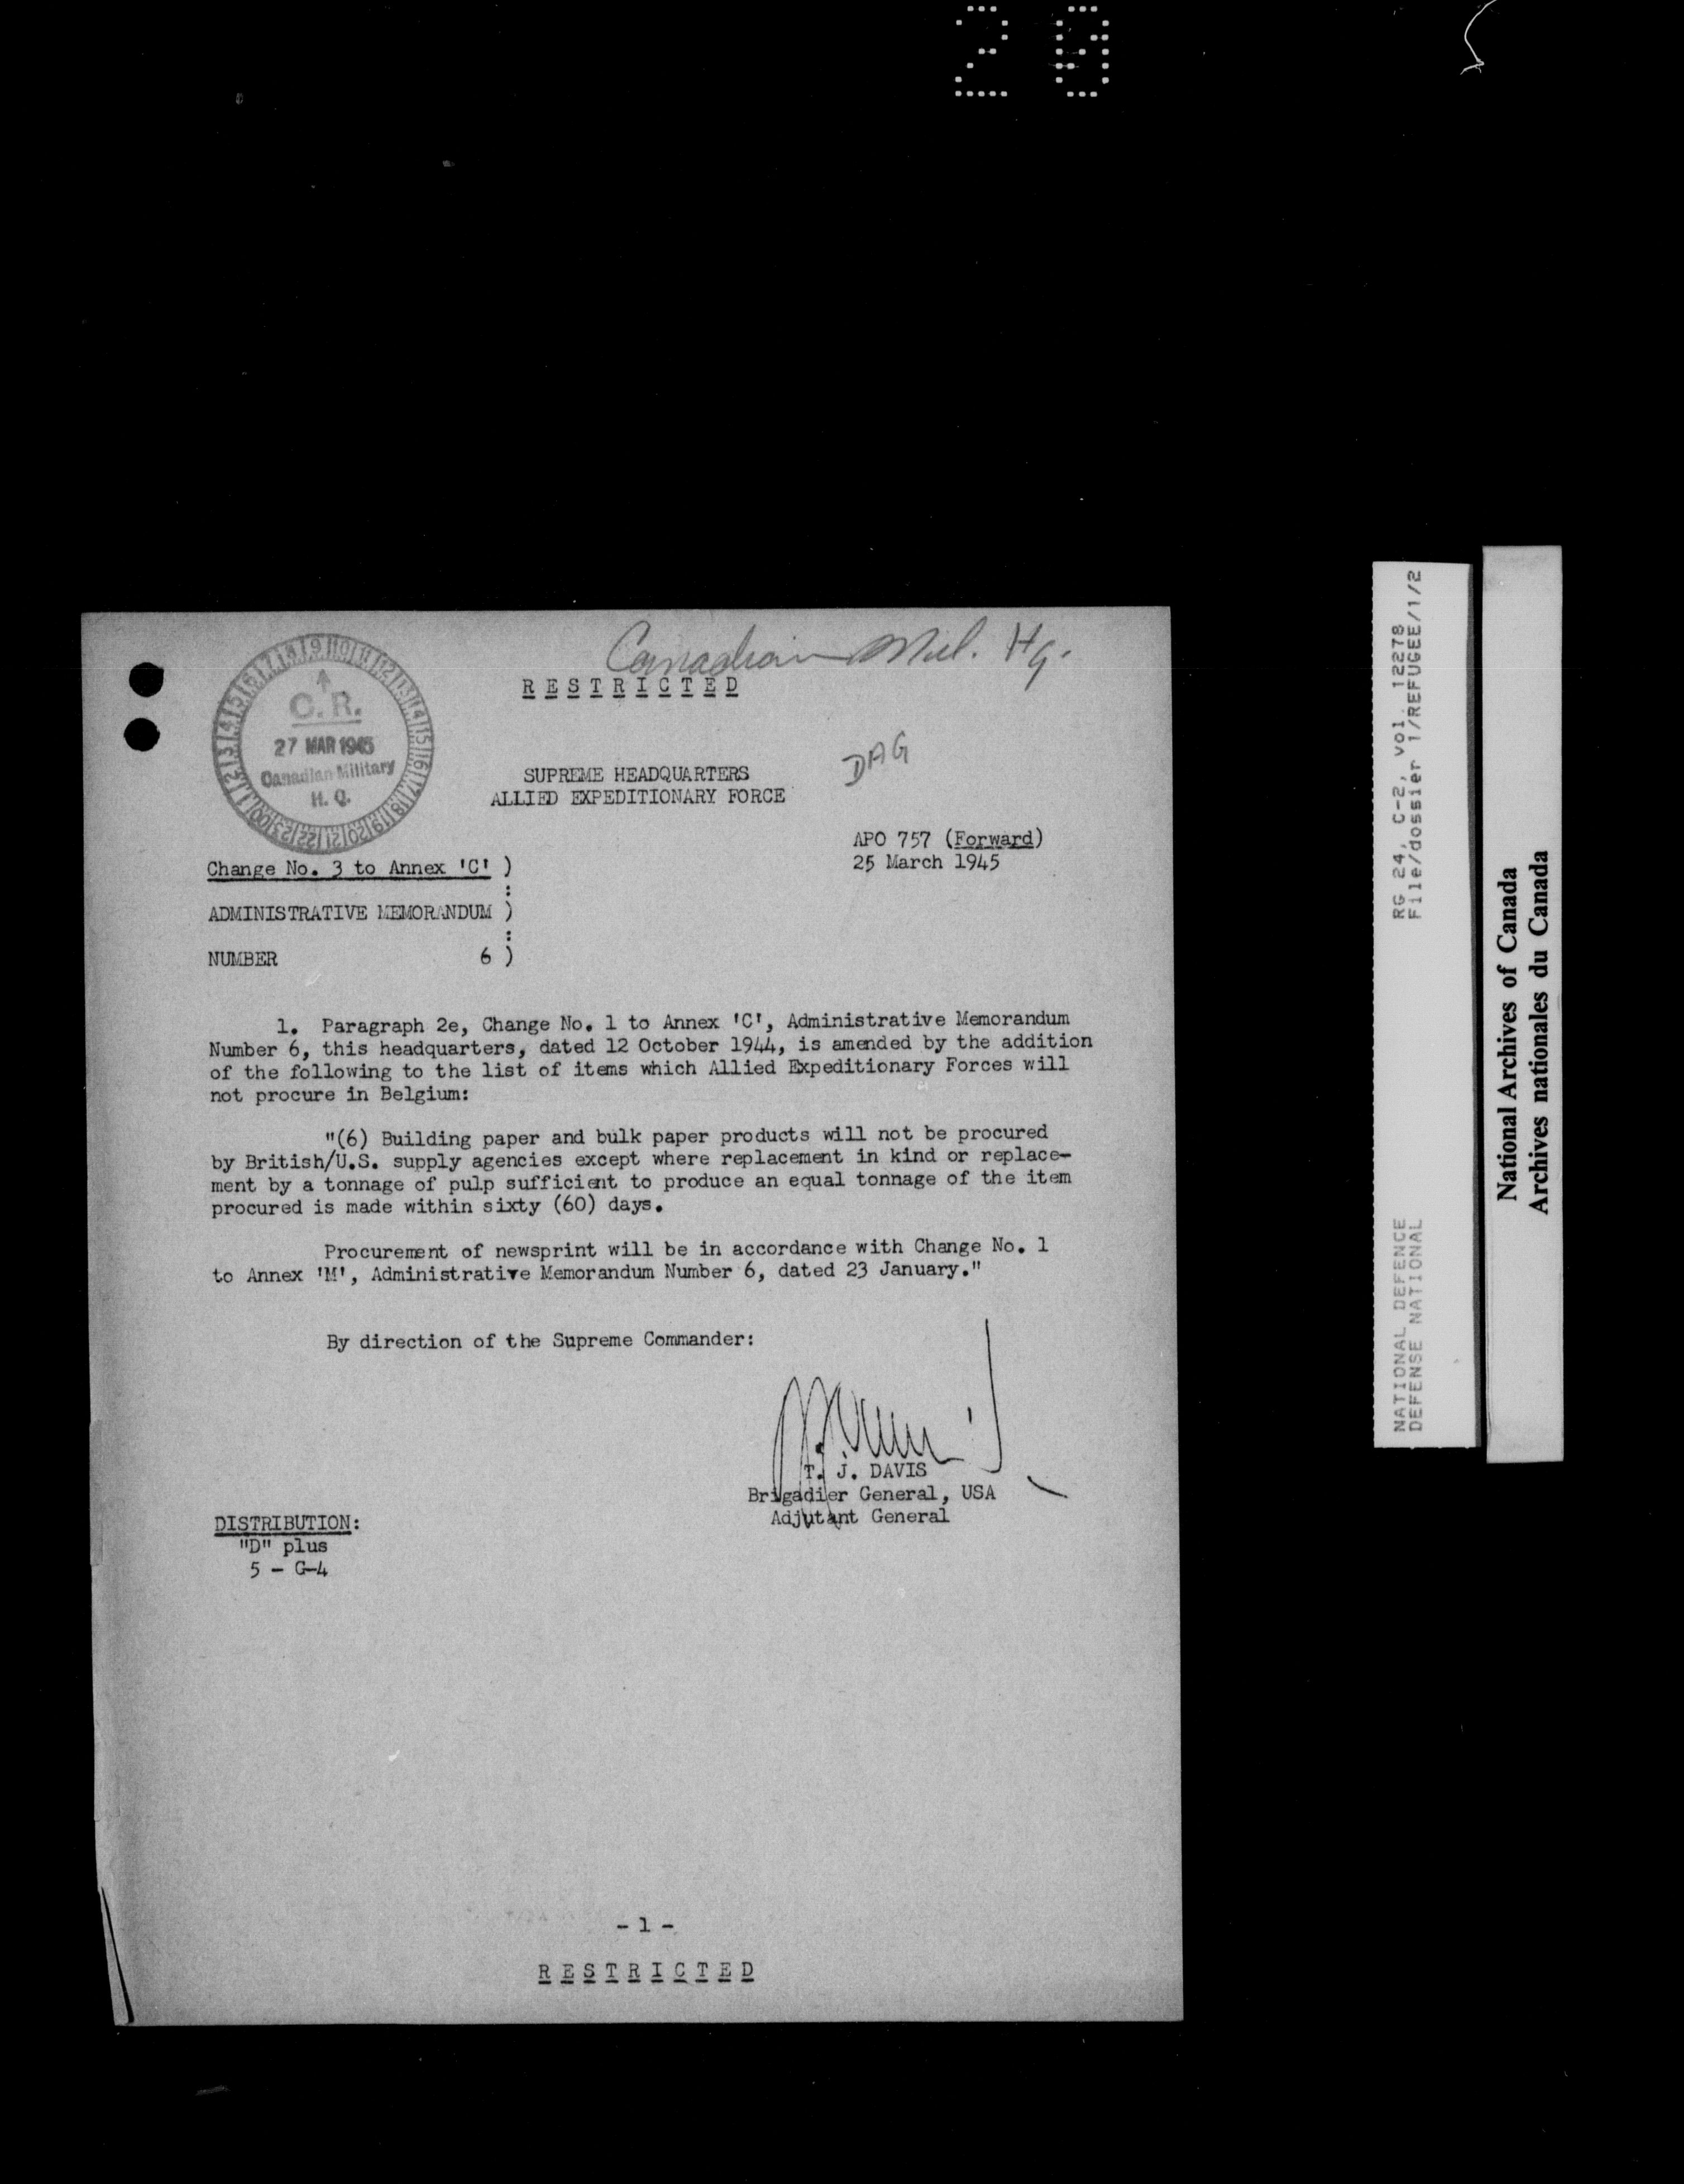 20
Canadian Mil. Hq.
RESTRICTED
C.R.
27 MAR 1945
Canadian Military
H. Q.
DAG
SUPREME HEADQUARTERS
ALLIED EXPEDITIONARY FORCE
APO 757 (Forward)
25 March 1945
Change No. 3 to Annex 'C' )
:
ADMINISTRATIVE MEMORANDUM )
:
NUMBER 6 )
1. Paragraph 2e, Change No. 1 to Annex 'C', Administrative Memorandum
Number 6, this headquarters, dated 12 October 1944, is amended by the addition
of the following to the list of items which Allied Expeditionary Forces will
not procure in Belgium:
"(6) Building paper and bulk paper products will not be procured
by British/U.S. supply agencies except where replacement in kind or replace-
ment by a tonnage of pulp sufficient to produce an equal tonnage of the item
procured is made within sixty (60) days.
Procurement of newsprint will be in accordance with Change No. 1
to Annex 'M', Administrative Memorandum Number 6, dated 23 January."
By direction of the Supreme Commander:
T. J. DAVIS
Brigadier General, USA
Adjutant General
DISTRIBUTION:
"D" plus
5 - G-4
- 1 -
RESTRICTED
NATIONAL DEFENCE RG 24, C-2, vol. 12278
DEFENSE NATIONAL File/dossier 1/REFUGEE/1/2
National Archives of Canada
Archives nationales du Canada